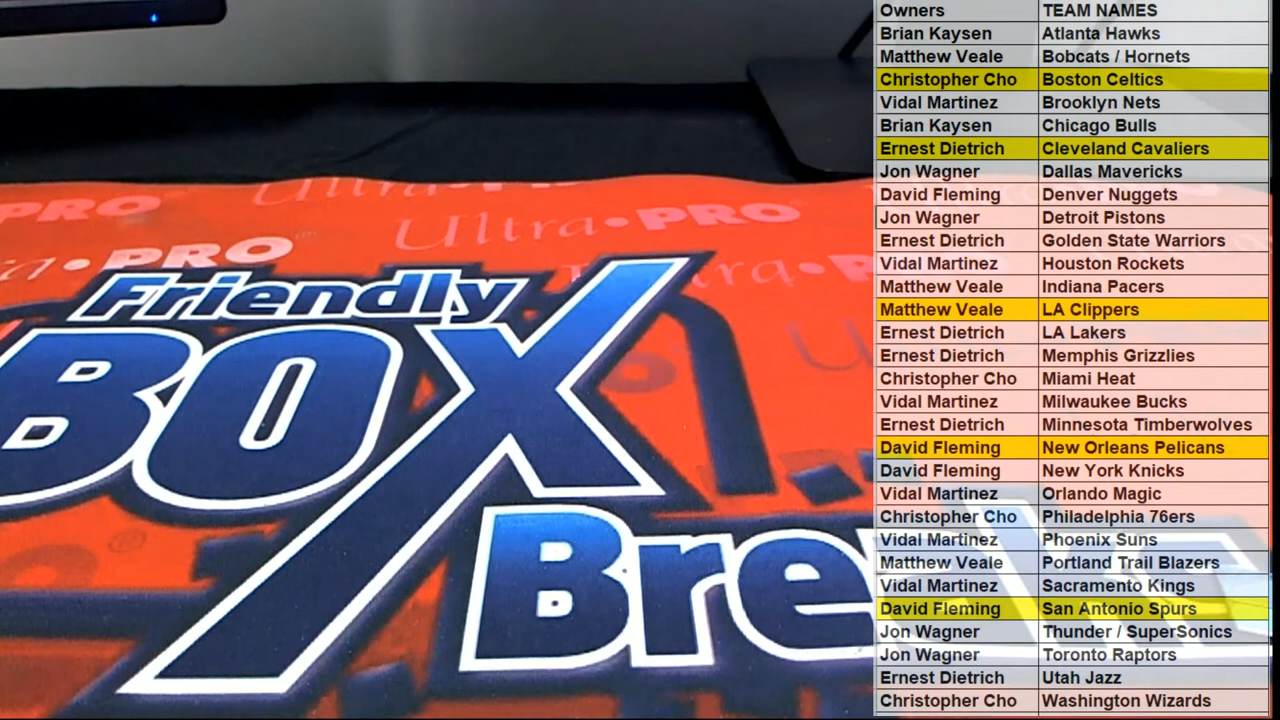 Owners TEAM NAMES
Brian Kaysen Atlanta Hawks
Matthew Veale Bobcats / Hornets
Christopher Cho Boston Celtics
Vidal Martinez Brooklyn Nets
Brian Kaysen Chicago Bulls
Ernest Dietrich Cleveland Cavaliers
Jon Wagner Dallas Mavericks
David Fleming Denver Nuggets
Jon Wagner Detroit Pistons
Ernest Dietrich Golden State Warriors
Vidal Martinez Houston Rockets
Matthew Veale Indiana Pacers
Matthew Veale LA Clippers
Ernest Dietrich LA Lakers
Ernest Dietrich Memphis Grizzlies
Christopher Cho Miami Heat
Vidal Martinez Milwaukee Bucks
Ernest Dietrich Minnesota Timberwolves
David Fleming New Orleans Pelicans
David Fleming New York Knicks
Vidal Martinez Orlando Magic
Christopher Cho Philadelphia 76ers
Vidal Martinez Phoenix Suns
Matthew Veale Portland Trail Blazers
Vidal Martinez Sacramento Kings
David Fleming San Antonio Spurs
Jon Wagner Thunder / SuperSonics
Jon Wagner Toronto Raptors
Ernest Dietrich Utah Jazz
Christopher Cho Washington Wizards
PRO
Ultra•PRO
PRO
Friendly
BOX
Bre